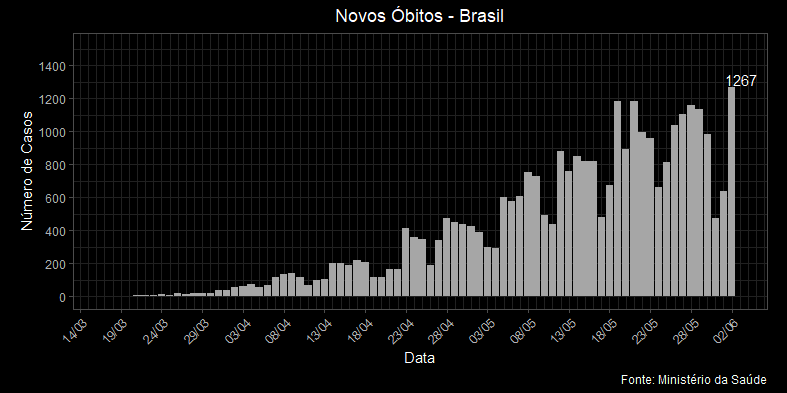 Novos Óbitos - Brasil
1267
Número de Casos
1400
1200
1000
800
600
400
200
0
14/03 19/03 24/03 29/03 03/04 08/04 13/04 18/04 23/04 28/04 03/05 08/05 13/05 18/05 23/05 28/05 02/06
Data
Fonte: Ministério da Saúde